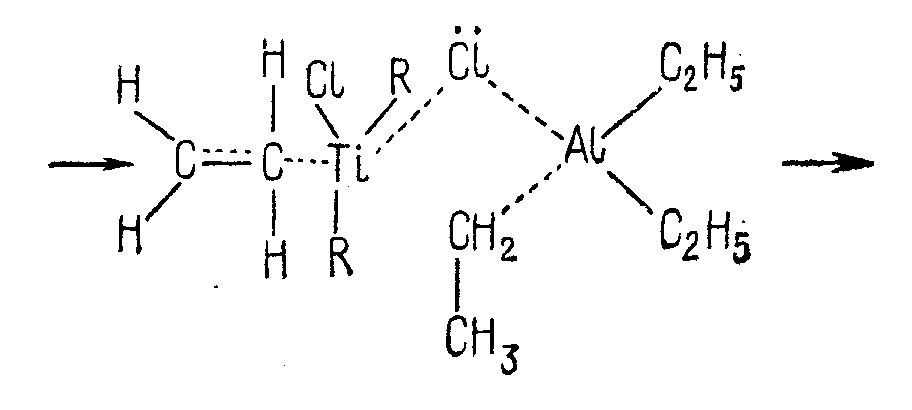 H H Cl R Cl C₂H₅
C C Ti Al
H H R CH₂ C₂H₅
CH₃